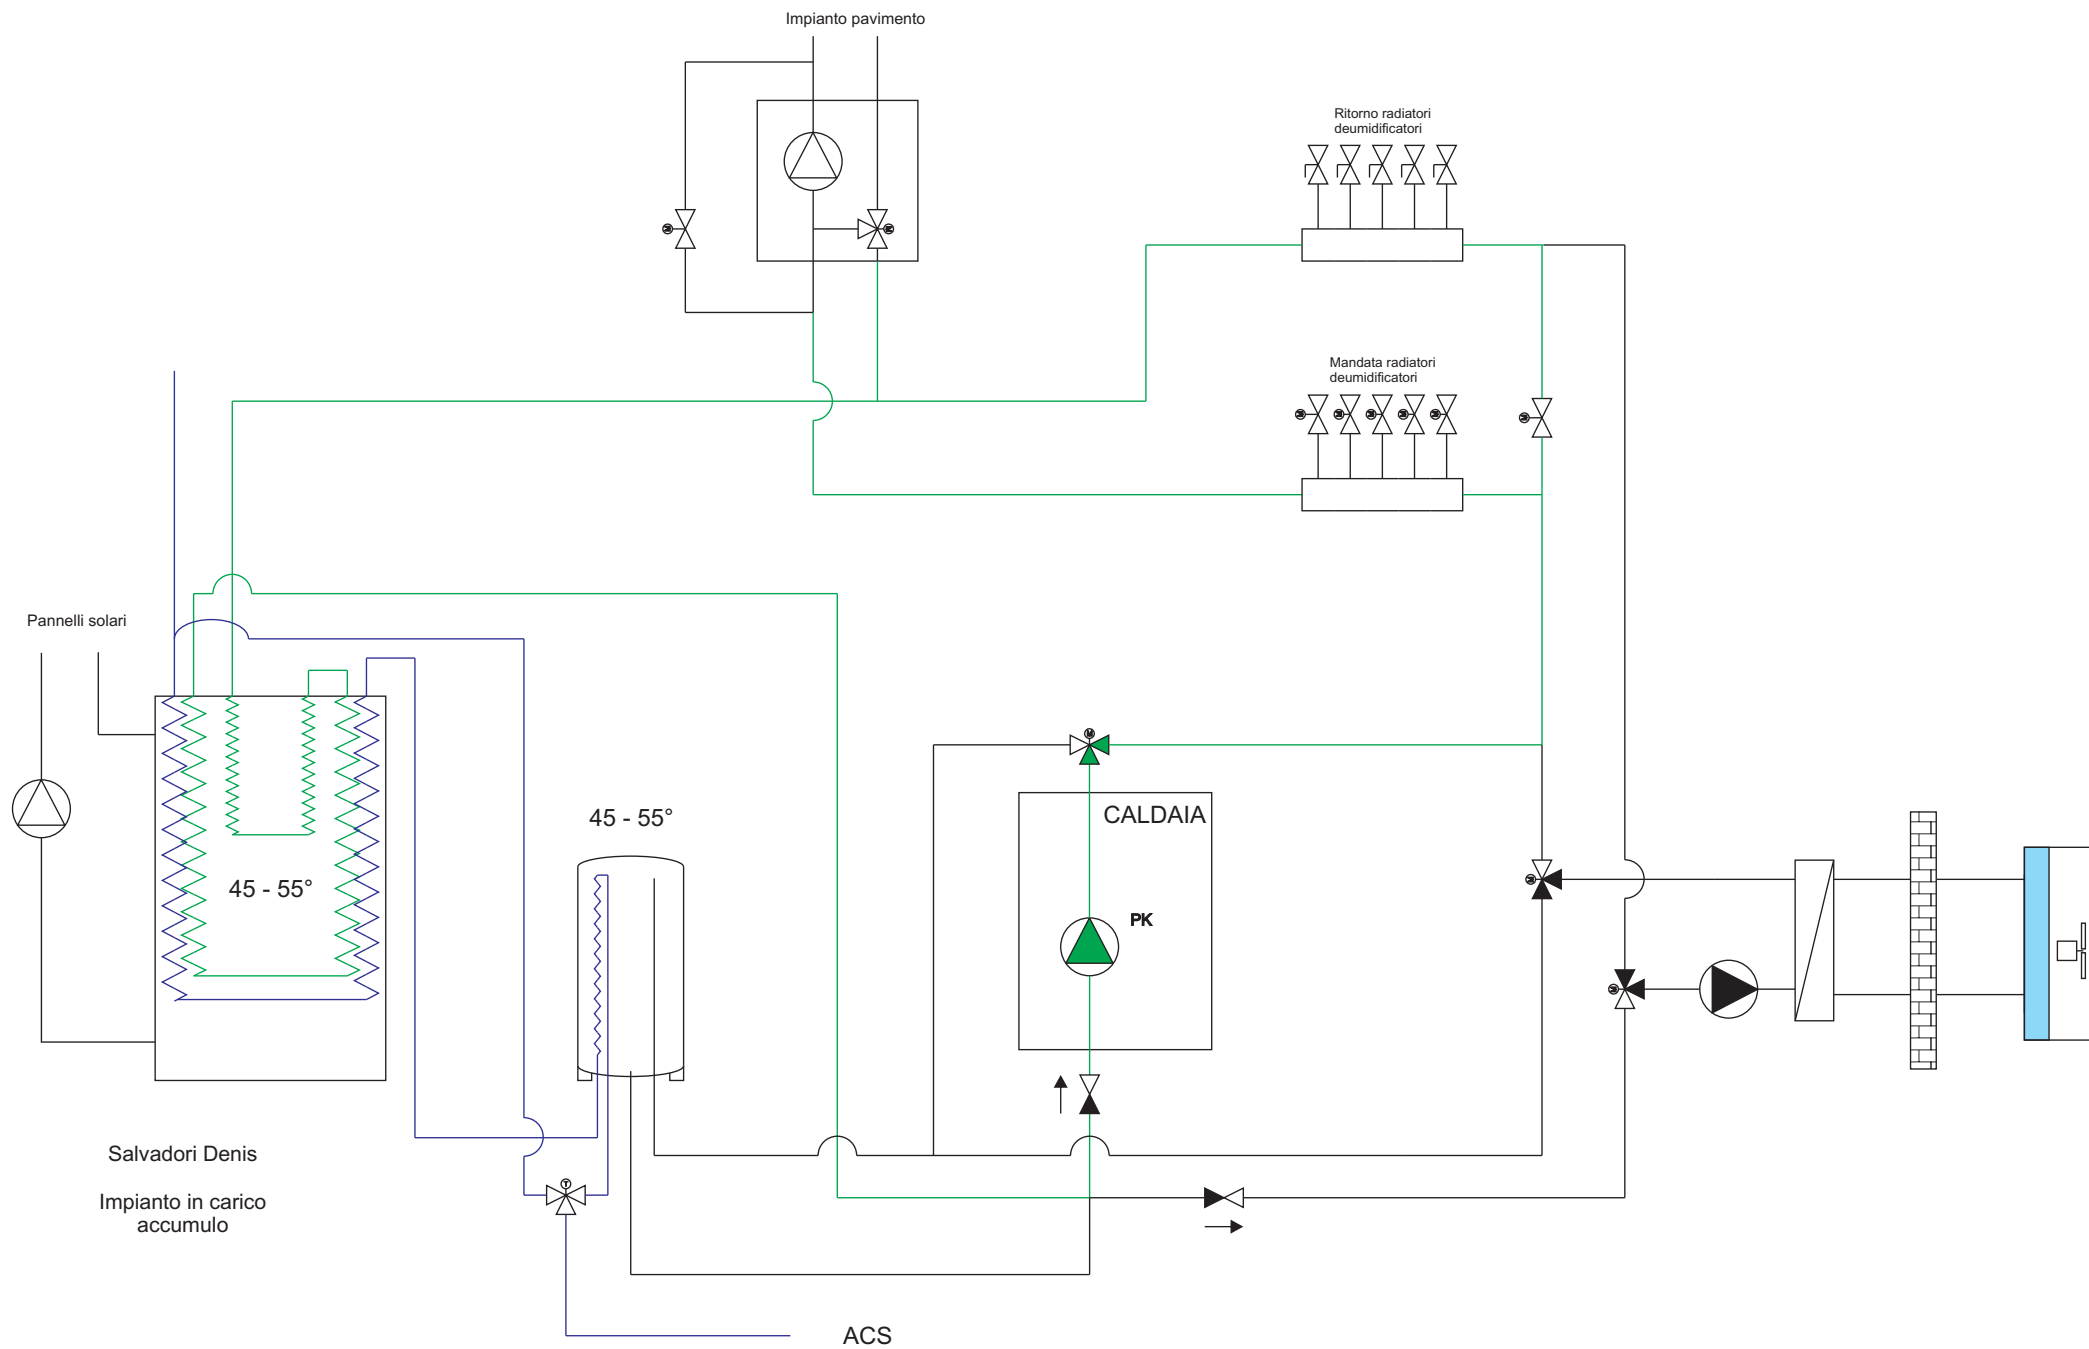 Impianto pavimento
Ritorno radiatori
deumidificatori
M
M
Mandata radiatori
deumidificatori
M
M
M
M
M
M
Pannelli solari
M
CALDAIA
45 - 55°
45 - 55°
M
PK
M
Salvadori Denis
T
Impianto in carico
accumulo
ACS